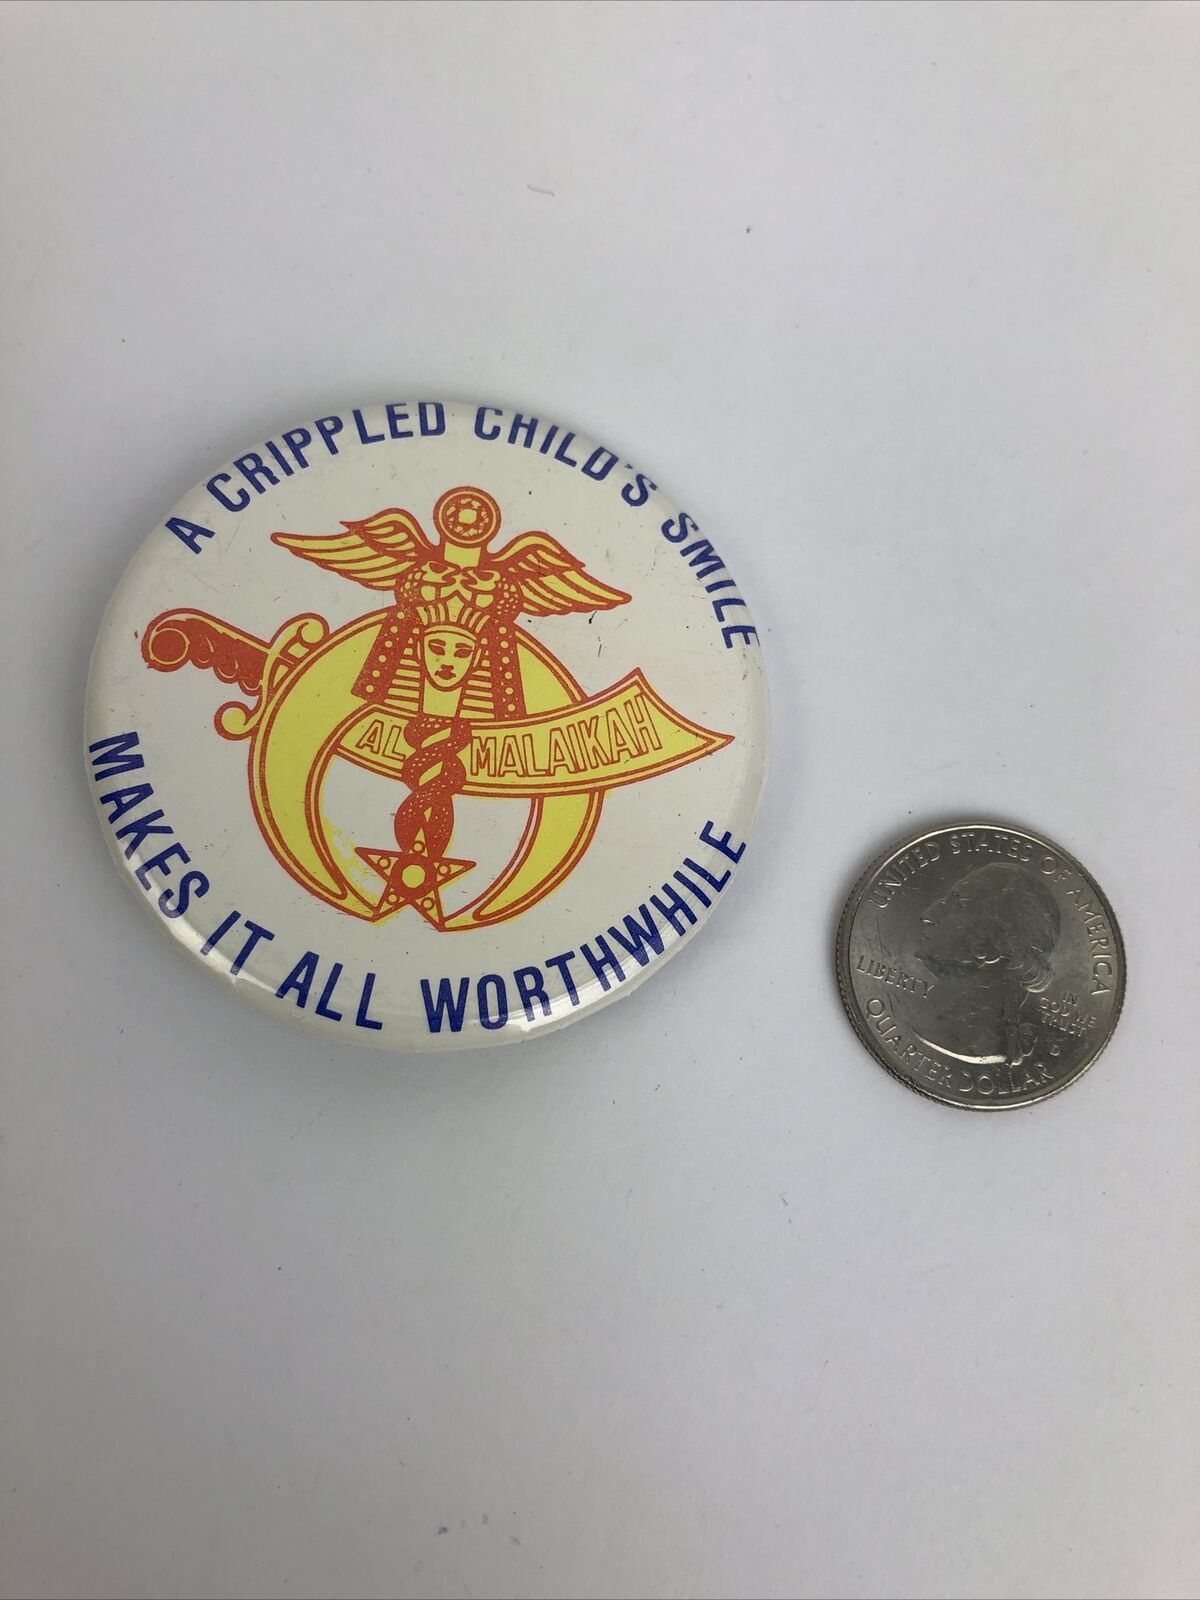 A CRIPPLED CHILD'S SMILE
AL MALAIKAH
MAKES IT ALL WORTHWHILE
UNITED STATES OF AMERICA
LIBERTY
IN
GOD WE
TRUST
D
QUARTER DOLLAR